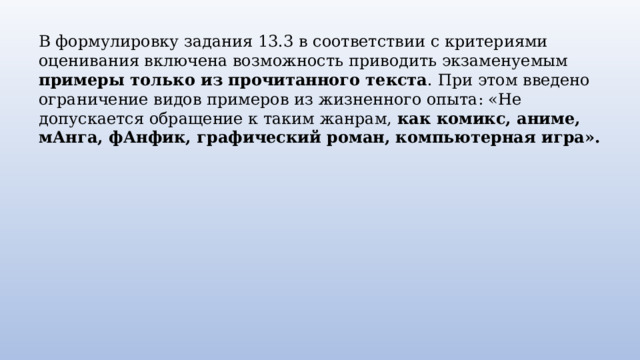 В формулировку задания 13.3 в соответствии с критериями
оценивания включена возможность приводить экзаменуемым
примеры только из прочитанного текста. При этом введено
ограничение видов примеров из жизненного опыта: «Не
допускается обращение к таким жанрам, как комикс, аниме,
мАнга, фАнфик, графический роман, компьютерная игра».